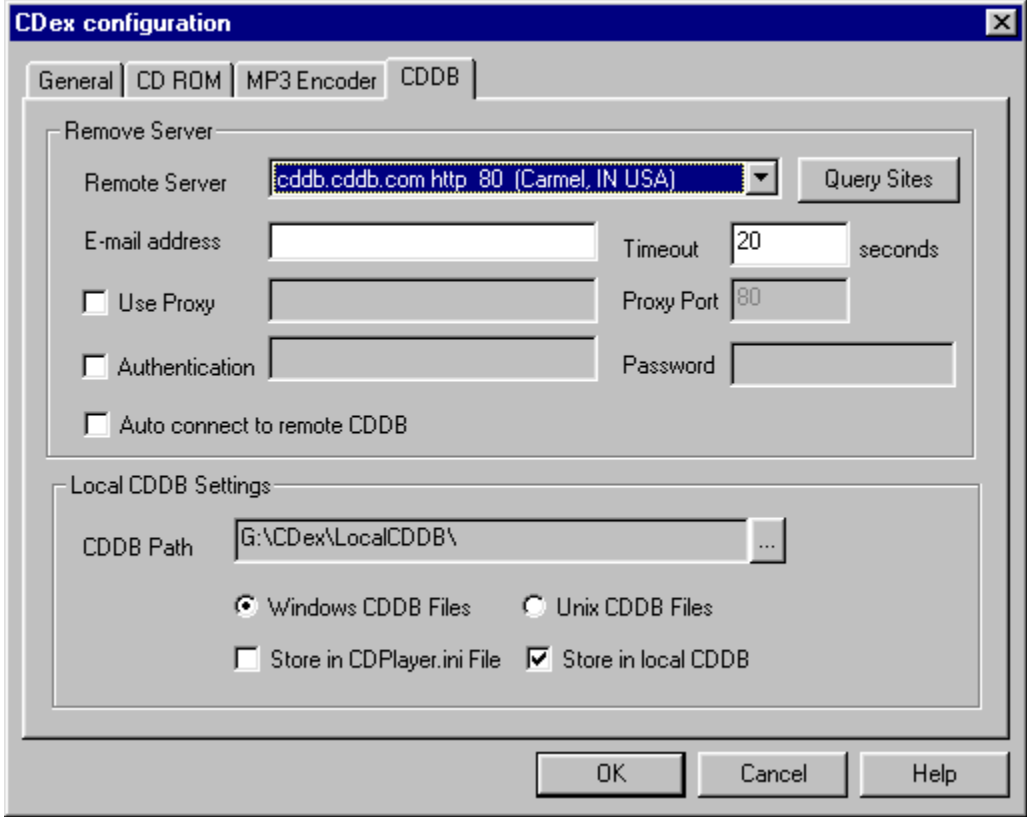 CDex configuration
General CD ROM MP3 Encoder CDDB
Remove Server
Remote Server cddb.cddb.com http 80 (Carmel, IN USA) Query Sites
E-mail address Timeout 20 seconds
Use Proxy Proxy Port 80
Authentication Password
Auto connect to remote CDDB
Local CDDB Settings
CDDB Path G:\CDex\LocalCDDB\ ...
Windows CDDB Files Unix CDDB Files
Store in CDPlayer.ini File Store in local CDDB
OK Cancel Help